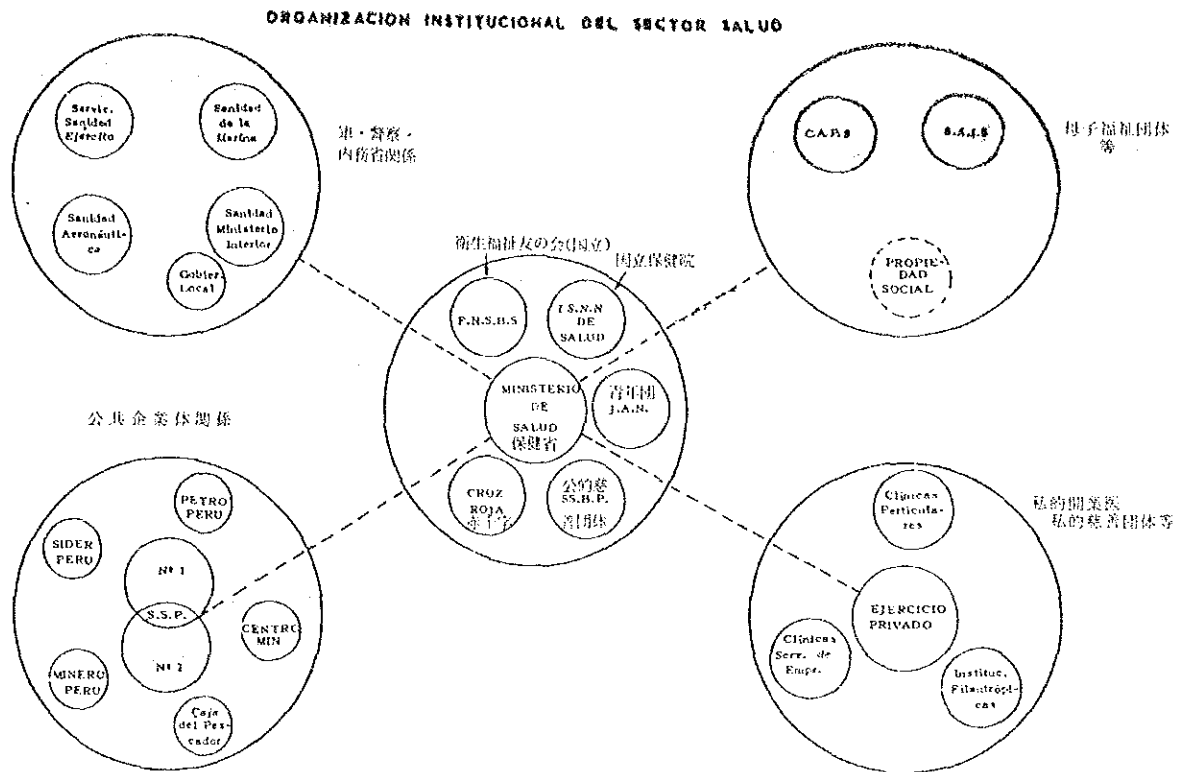 ORGANIZACION INSTITUCIONAL DEL SECTOR SALUD
Servic.
Sanidad
Ejército
Sanidad
de la
Marina
Sanidad
Aeronáuti-
ca
Sanidad
Ministerio
Interior
Gobier.
Local
軍・警察・
内務省関係
C.A.P.S
母子福祉団体
等
PROPIE-
DAD
SOCIAL
衛生福祉友の会(国立)
国立保健院
F.N.S.B.S
I S.N.N
DE
SALUD
MINISTERIO
DE
SALUD
保健省
青年団
J.A.N.
CROZ
ROJA
赤十字
公的慈
SS.B.P.
善団体
公共企業体関係
PETRO
PERU
SIDER
PERU
Nº 1
S.S.P.
Nº 2
CENTRO
MIN
MINERO
PERU
Caja
del Pes-
cador
私的開業医
私的慈善団体等
Clínicas
Perticula-
res
EJERCICIO
PRIVADO
Clínicas
Serv. de
Empr.
Instituc.
Filantrópi-
cas